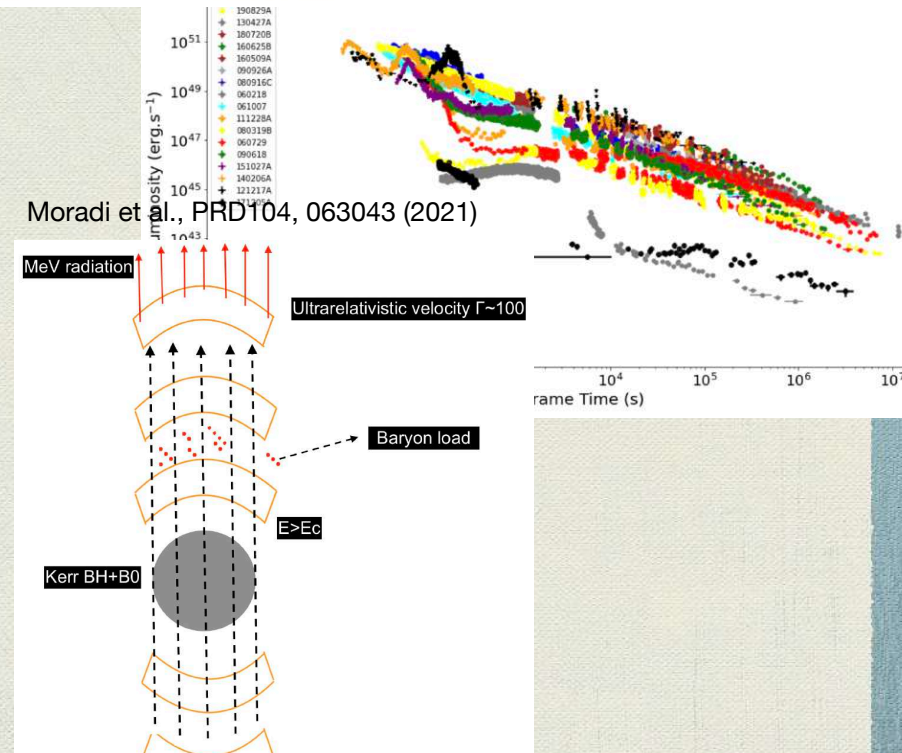 190829A
130427A
180720B
160625B
160509A
090926A
080916C
060218
061007
111228A
080319B
060729
090618
151027A
140206A
121217A
10^51
10^49
10^47
10^45
10^43
(erg.s⁻¹)
Moradi et al., PRD104, 063043 (2021)
10^4
10^5
10^6
10^7
Time (s)
MeV radiation
Ultrarelativistic velocity Γ~100
Baryon load
E>Ec
Kerr BH+B0